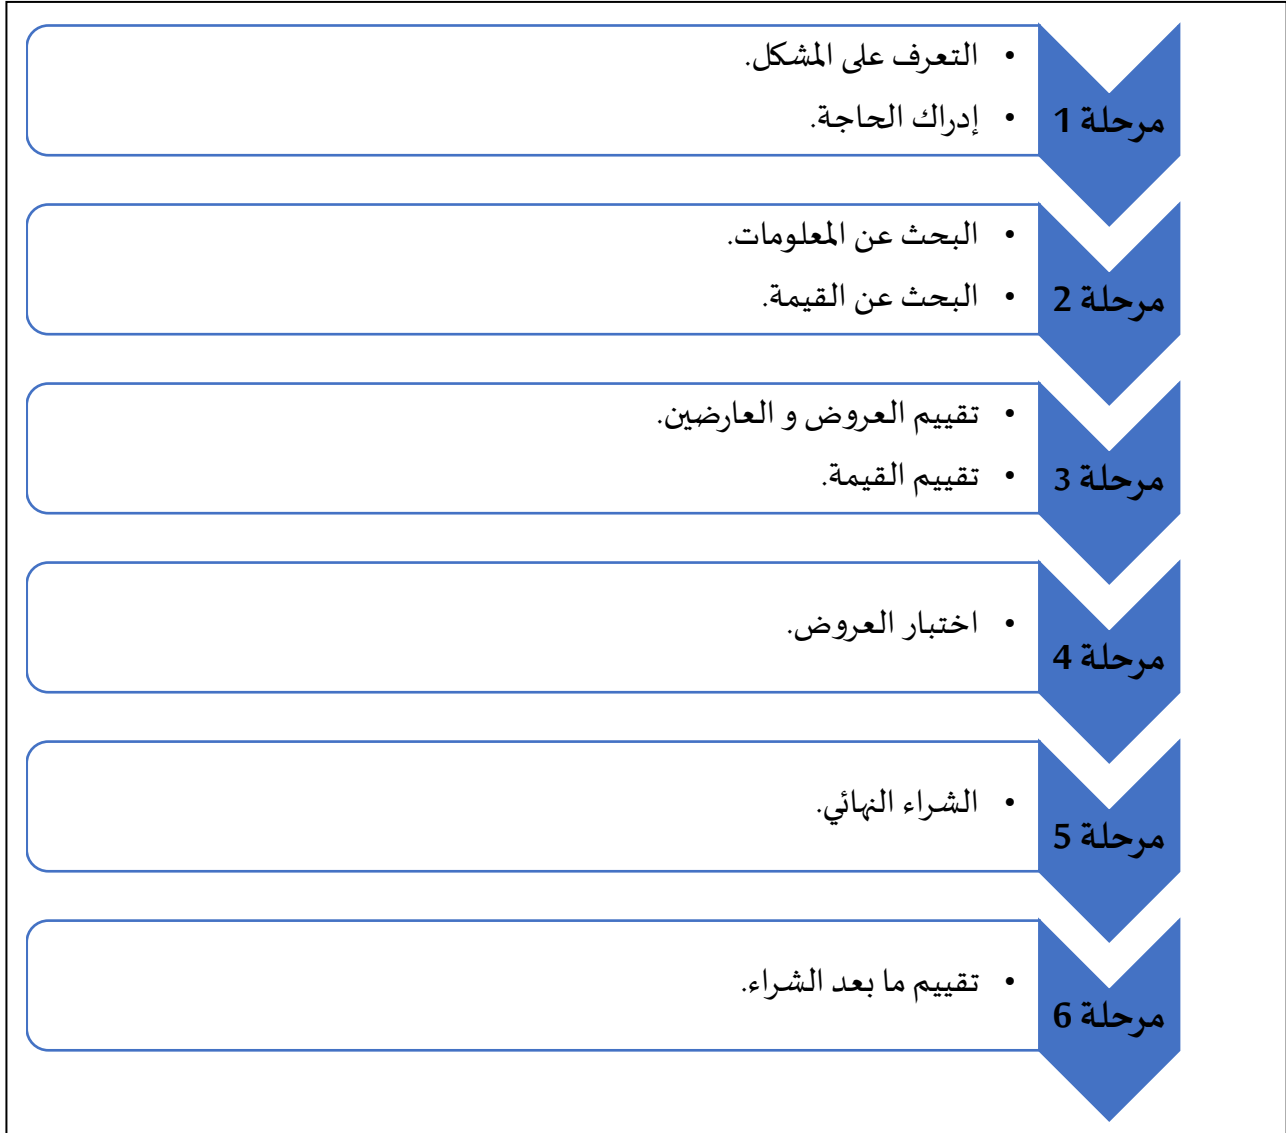 مرحلة 1
• التعرف على المشكل.
• إدراك الحاجة.
مرحلة 2
• البحث عن المعلومات.
• البحث عن القيمة.
مرحلة 3
• تقييم العروض و العارضين.
• تقييم القيمة.
مرحلة 4
• اختبار العروض.
مرحلة 5
• الشراء النهائي.
مرحلة 6
• تقييم ما بعد الشراء.